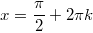 x = π/2 + 2πk